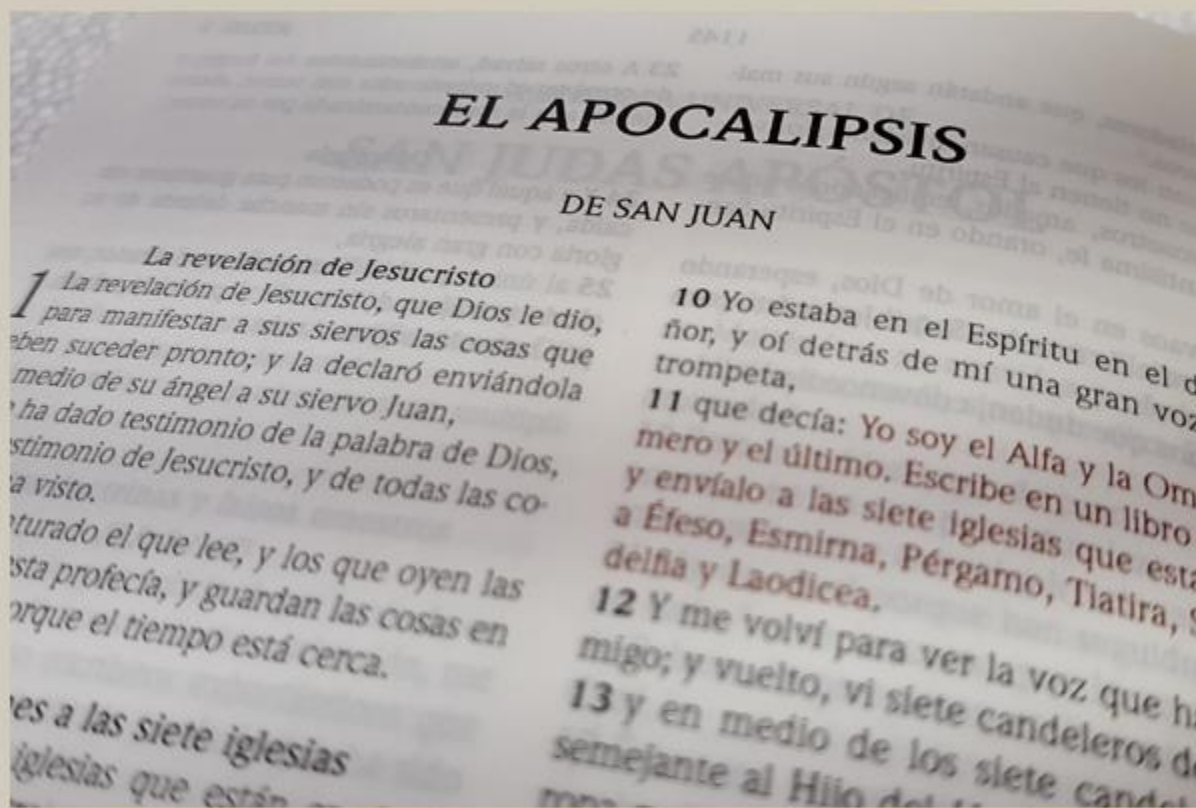 EL APOCALIPSIS
DE SAN JUAN
La revelación de Jesucristo
1 La revelación de Jesucristo, que Dios le dio,
para manifestar a sus siervos las cosas que
suceder pronto; y la declaró enviándola
medio de su ángel a su siervo Juan,
ha dado testimonio de la palabra de Dios,
de Jesucristo, y de todas las co-
visto.
el que lee, y los que oyen las
profecía, y guardan las cosas en
el tiempo está cerca.
a las siete iglesias
iglesias que están
10 Yo estaba en el Espíritu en el
ñor, y oí detrás de mí una gran voz
trompeta,
11 que decía: Yo soy el Alfa y la
mero y el último. Escribe en un libro
y envíalo a las siete iglesias que
a Éfeso, Esmirna, Pérgamo, Tiatira,
delfia y Laodicea.
12 Y me volví para ver la voz que
migo; y vuelto, vi siete candeleros
13 y en medio de los siete
semejante al Hijo